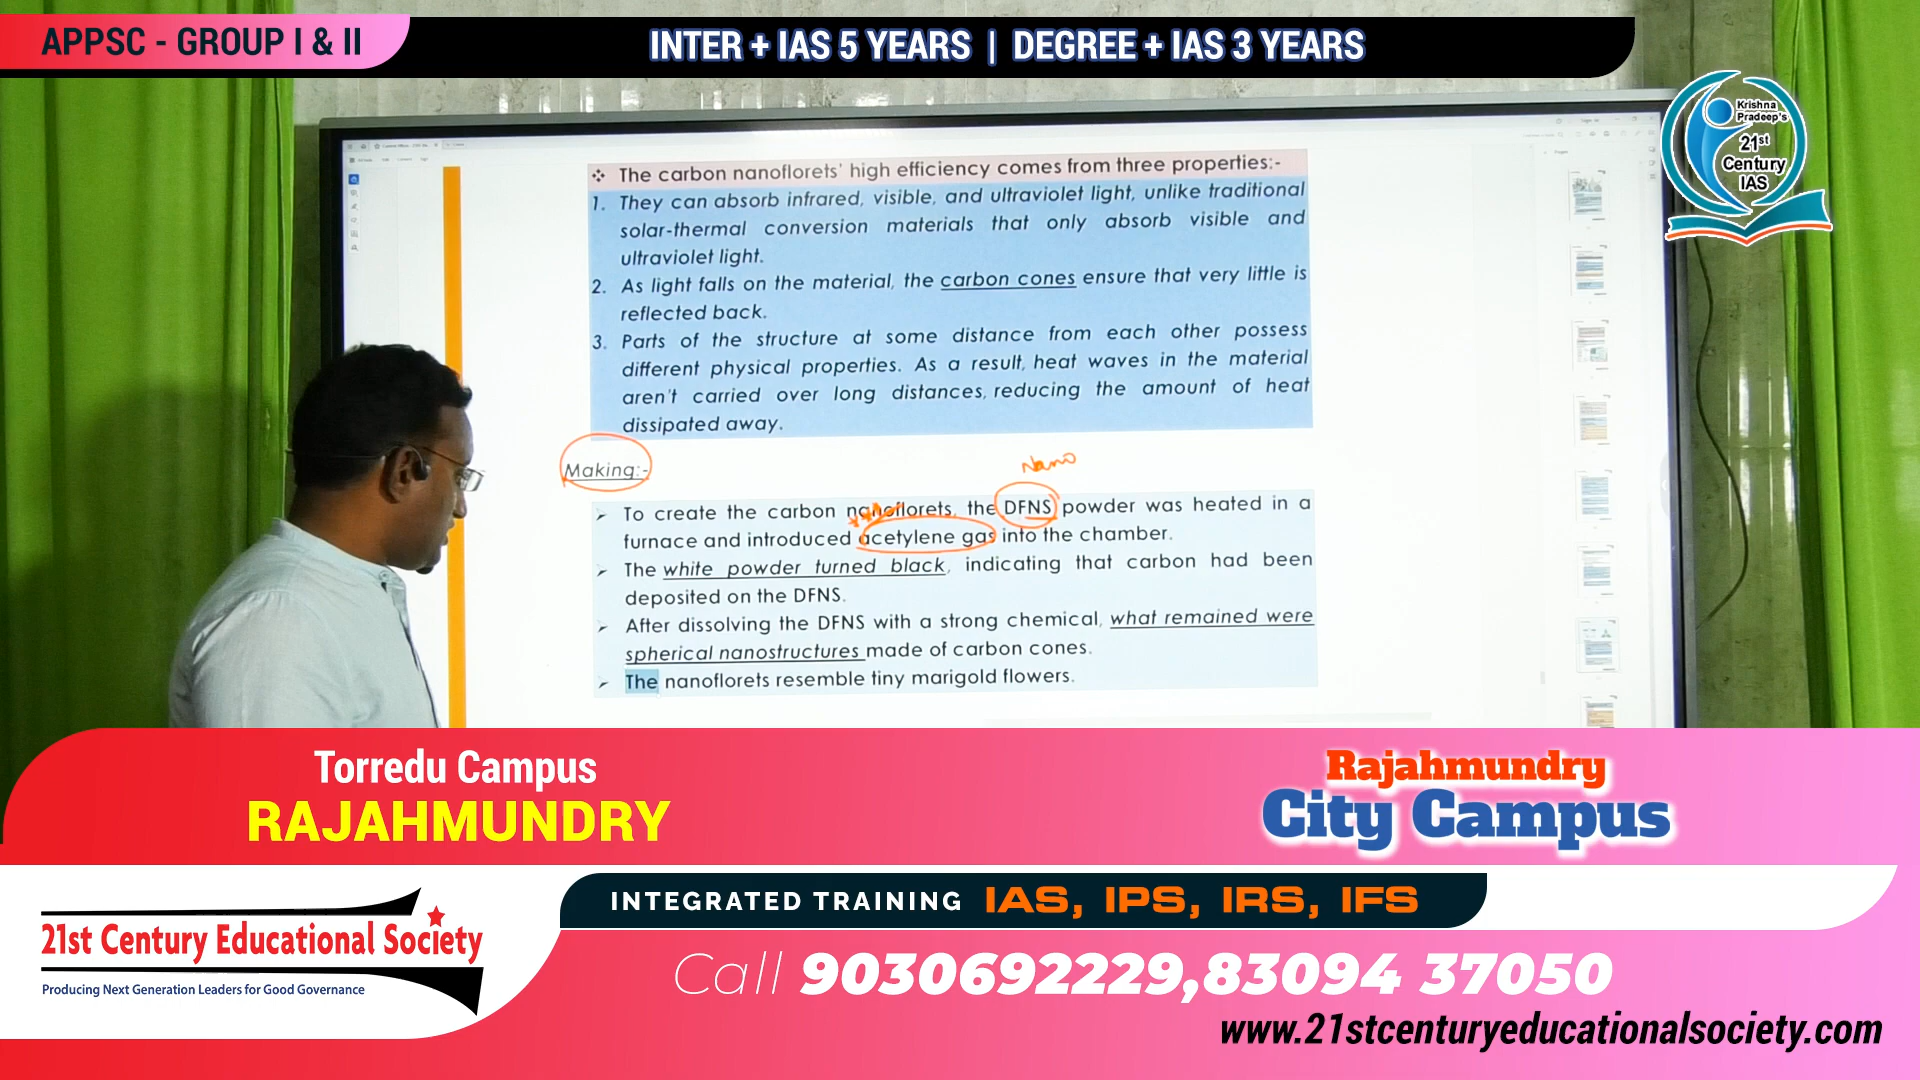 APPSC - GROUP I & II
INTER + IAS 5 YEARS | DEGREE + IAS 3 YEARS
Krishna
Pradeep's
21st
Century
IAS
❖ The carbon nanoflorets' high efficiency comes from three properties:-
1. They can absorb infrared, visible, and ultraviolet light, unlike traditional
solar-thermal conversion materials that only absorb visible and
ultraviolet light.
2. As light falls on the material, the carbon cones ensure that very little is
reflected back.
3. Parts of the structure at some distance from each other possess
different physical properties. As a result, heat waves in the material
aren't carried over long distances, reducing the amount of heat
dissipated away.
Making:-
Nano
➢ To create the carbon nanoflorets, the DFNS powder was heated in a
furnace and introduced acetylene gas into the chamber.
➢ The white powder turned black, indicating that carbon had been
deposited on the DFNS.
➢ After dissolving the DFNS with a strong chemical, what remained were
spherical nanostructures made of carbon cones.
➢ The nanoflorets resemble tiny marigold flowers.
Torredu Campus
RAJAHMUNDRY
Rajahmundry
City Campus
INTEGRATED TRAINING IAS, IPS, IRS, IFS
21st Century Educational Society
Producing Next Generation Leaders for Good Governance
Call 9030692229,83094 37050
www.21stcenturyeducationalsociety.com